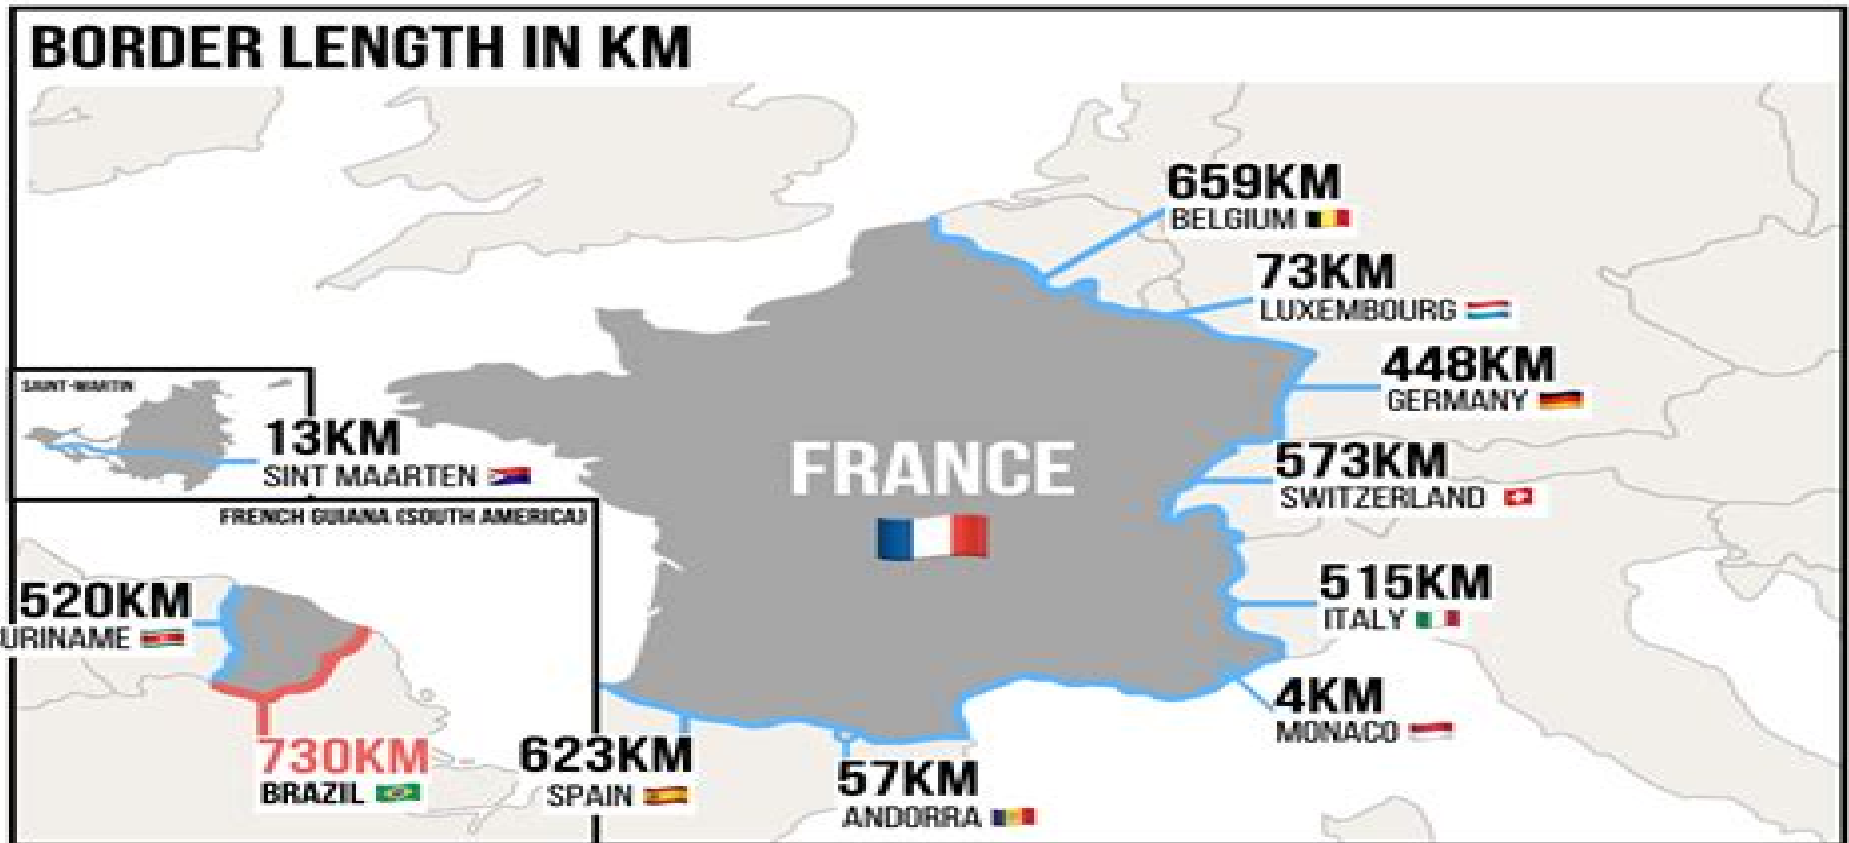 BORDER LENGTH IN KM
659KM
BELGIUM
73KM
LUXEMBOURG
448KM
GERMANY
SAINT-MARTIN
13KM
SINT MAARTEN
FRANCE
573KM
SWITZERLAND
FRENCH GUIANA (SOUTH AMERICA)
520KM
URINAME
515KM
ITALY
4KM
MONACO
730KM
BRAZIL
623KM
SPAIN
57KM
ANDORRA